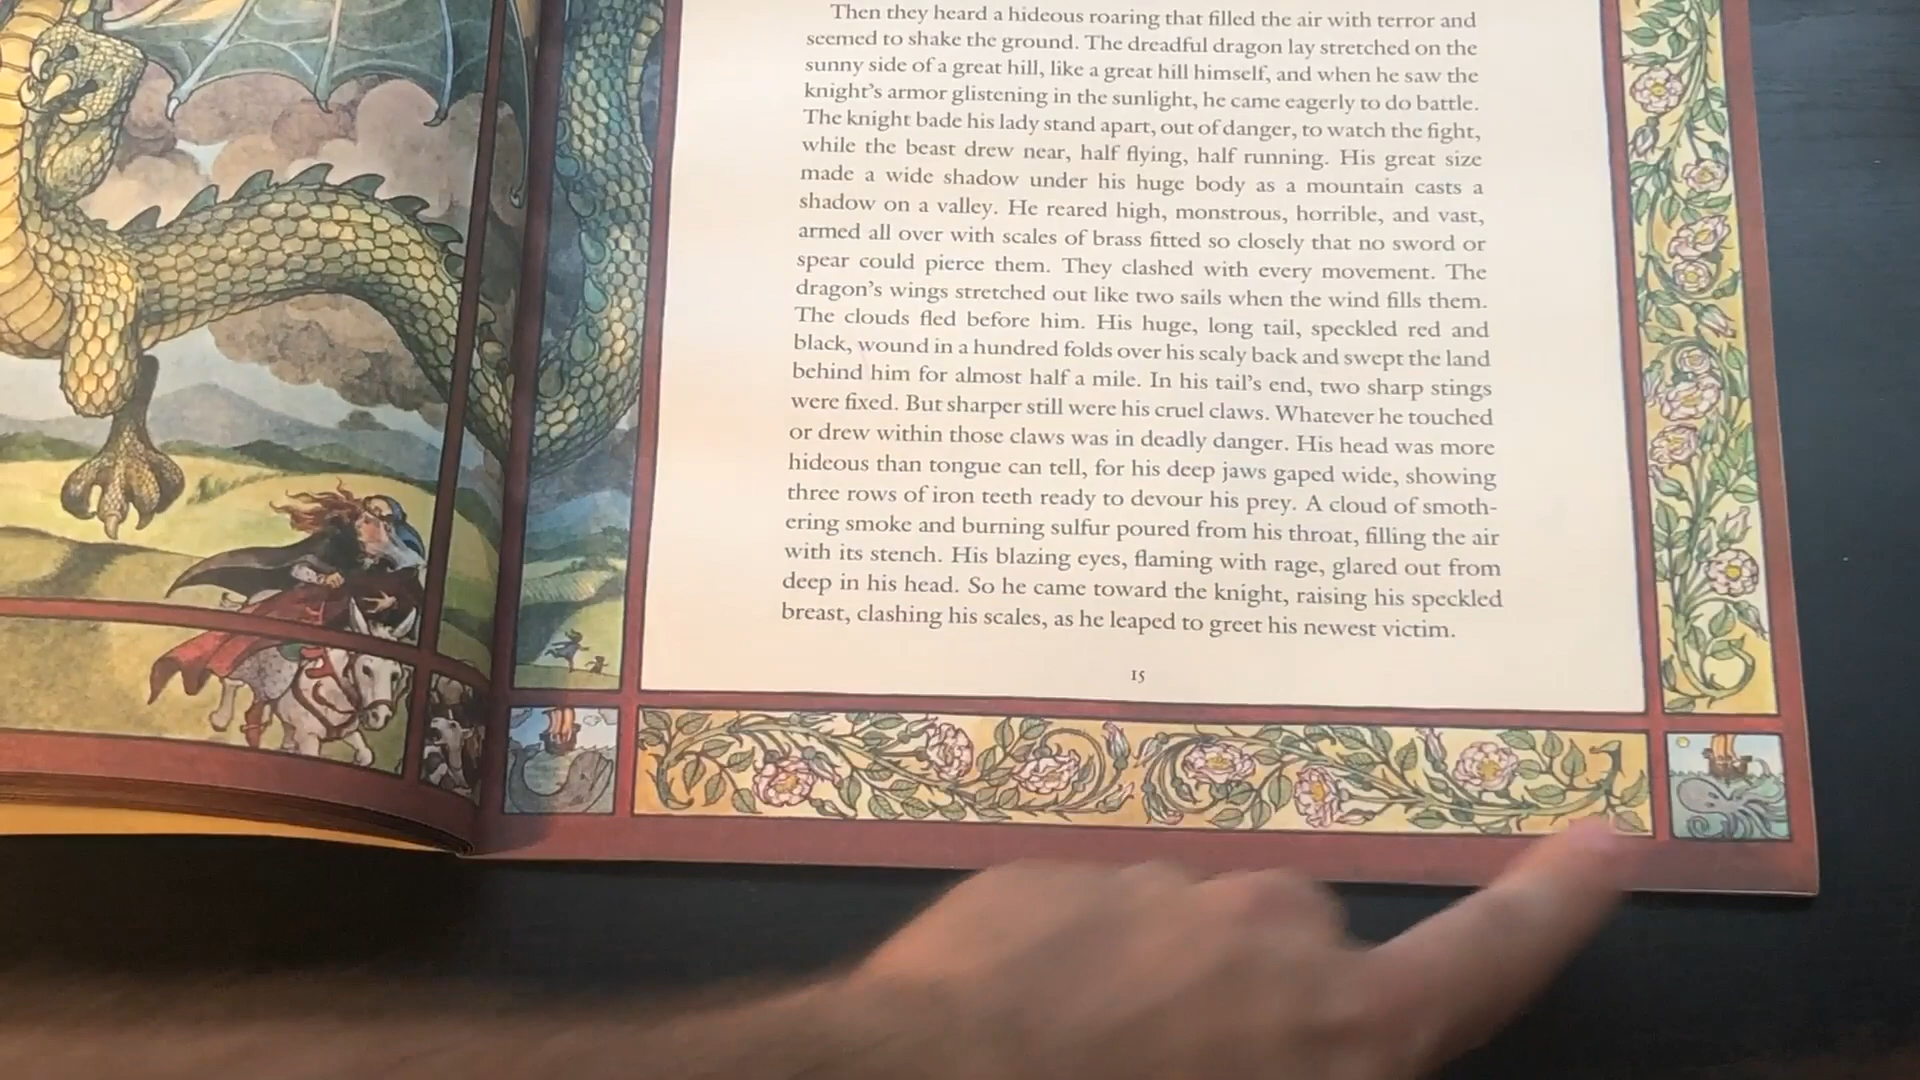 Then they heard a hideous roaring that filled the air with terror and
seemed to shake the ground. The dreadful dragon lay stretched on the
sunny side of a great hill, like a great hill himself, and when he saw the
knight's armor glistening in the sunlight, he came eagerly to do battle.
The knight bade his lady stand apart, out of danger, to watch the fight,
while the beast drew near, half flying, half running. His great size
made a wide shadow under his huge body as a mountain casts a
shadow on a valley. He reared high, monstrous, horrible, and vast,
armed all over with scales of brass fitted so closely that no sword or
spear could pierce them. They clashed with every movement. The
dragon's wings stretched out like two sails when the wind fills them.
The clouds fled before him. His huge, long tail, speckled red and
black, wound in a hundred folds over his scaly back and swept the land
behind him for almost half a mile. In his tail's end, two sharp stings
were fixed. But sharper still were his cruel claws. Whatever he touched
or drew within those claws was in deadly danger. His head was more
hideous than tongue can tell, for his deep jaws gaped wide, showing
three rows of iron teeth ready to devour his prey. A cloud of smoth-
ering smoke and burning sulfur poured from his throat, filling the air
with its stench. His blazing eyes, flaming with rage, glared out from
deep in his head. So he came toward the knight, raising his speckled
breast, clashing his scales, as he leaped to greet his newest victim.
15